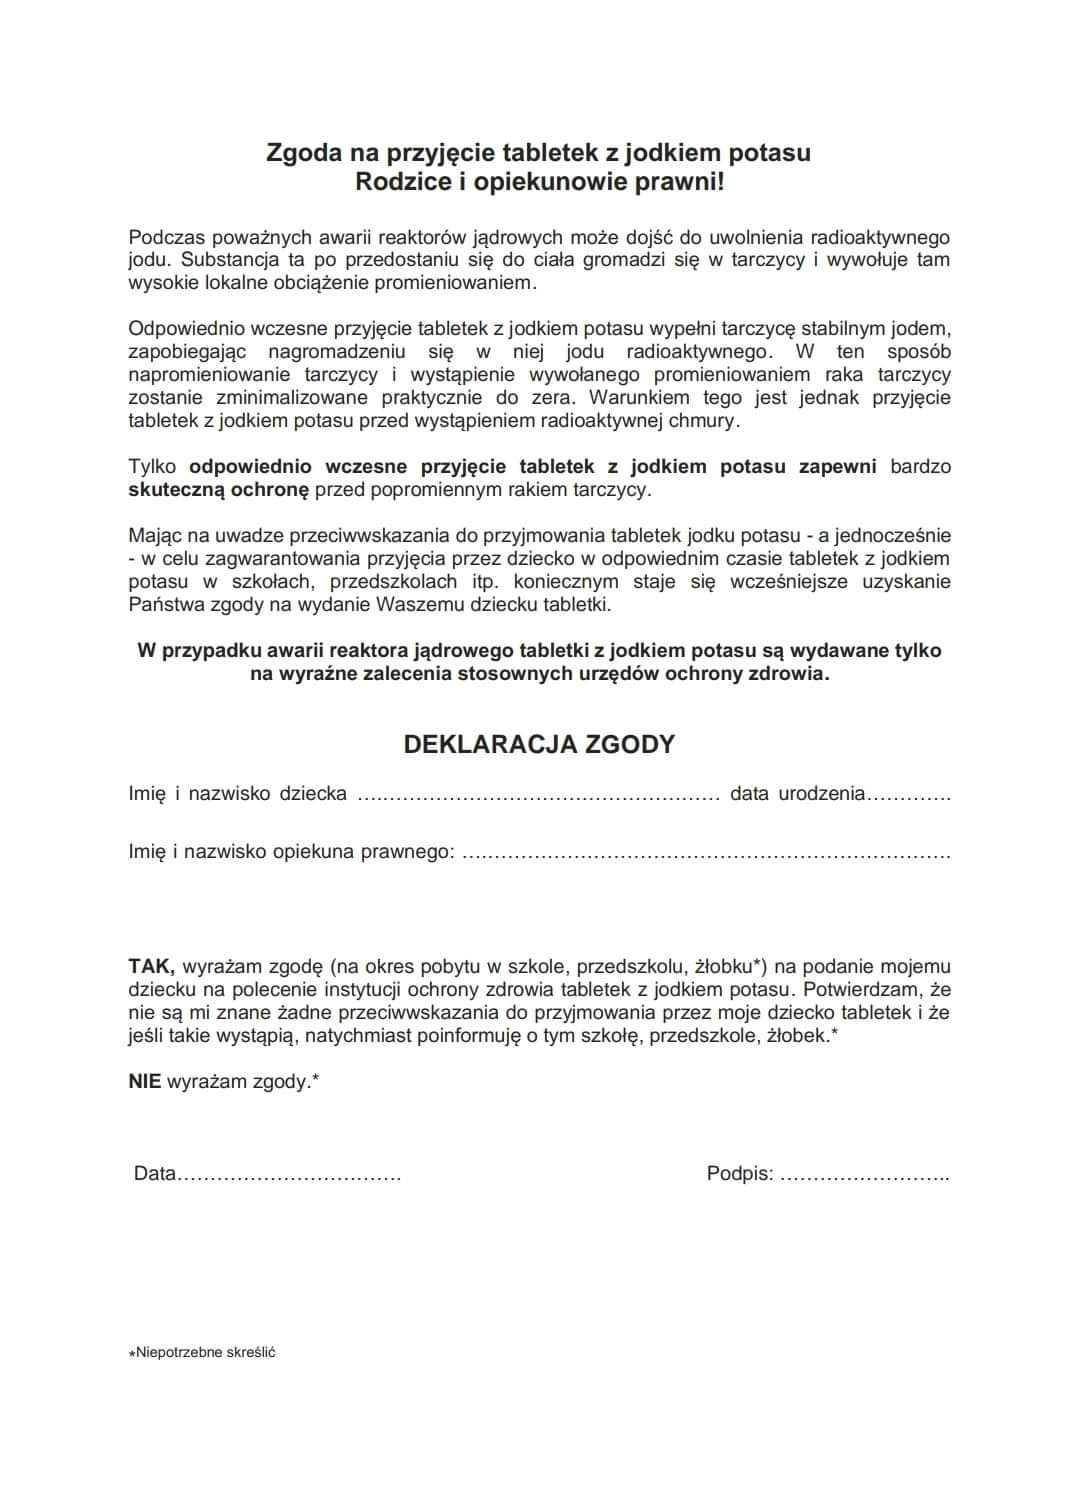 Zgoda na przyjęcie tabletek z jodkiem potasu
Rodzice i opiekunowie prawni!
Podczas poważnych awarii reaktorów jądrowych może dojść do uwolnienia radioaktywnego
jodu. Substancja ta po przedostaniu się do ciała gromadzi się w tarczycy i wywołuje tam
wysokie lokalne obciążenie promieniowaniem.
Odpowiednio wczesne przyjęcie tabletek z jodkiem potasu wypełni tarczycę stabilnym jodem,
zapobiegając nagromadzeniu się w niej jodu radioaktywnego. W ten sposób
napromieniowanie tarczycy i wystąpienie wywołanego promieniowaniem raka tarczycy
zostanie zminimalizowane praktycznie do zera. Warunkiem tego jest jednak przyjęcie
tabletek z jodkiem potasu przed wystąpieniem radioaktywnej chmury.
Tylko odpowiednio wczesne przyjęcie tabletek z jodkiem potasu zapewni bardzo
skuteczną ochronę przed popromiennym rakiem tarczycy.
Mając na uwadze przeciwwskazania do przyjmowania tabletek jodku potasu - a jednocześnie
- w celu zagwarantowania przyjęcia przez dziecko w odpowiednim czasie tabletek z jodkiem
potasu w szkołach, przedszkolach itp. koniecznym staje się wcześniejsze uzyskanie
Państwa zgody na wydanie Waszemu dziecku tabletki.
W przypadku awarii reaktora jądrowego tabletki z jodkiem potasu są wydawane tylko
na wyraźne zalecenia stosownych urzędów ochrony zdrowia.
DEKLARACJA ZGODY
Imię i nazwisko dziecka ………………………………………………. data urodzenia………….
Imię i nazwisko opiekuna prawnego: ……………………………………………………………….
TAK, wyrażam zgodę (na okres pobytu w szkole, przedszkolu, żłobku*) na podanie mojemu
dziecku na polecenie instytucji ochrony zdrowia tabletek z jodkiem potasu. Potwierdzam, że
nie są mi znane żadne przeciwwskazania do przyjmowania przez moje dziecko tabletek i że
jeśli takie wystąpią, natychmiast poinformuję o tym szkołę, przedszkole, żłobek.*
NIE wyrażam zgody.*
Data……………………………. Podpis: ……………………..
*Niepotrzebne skreślić